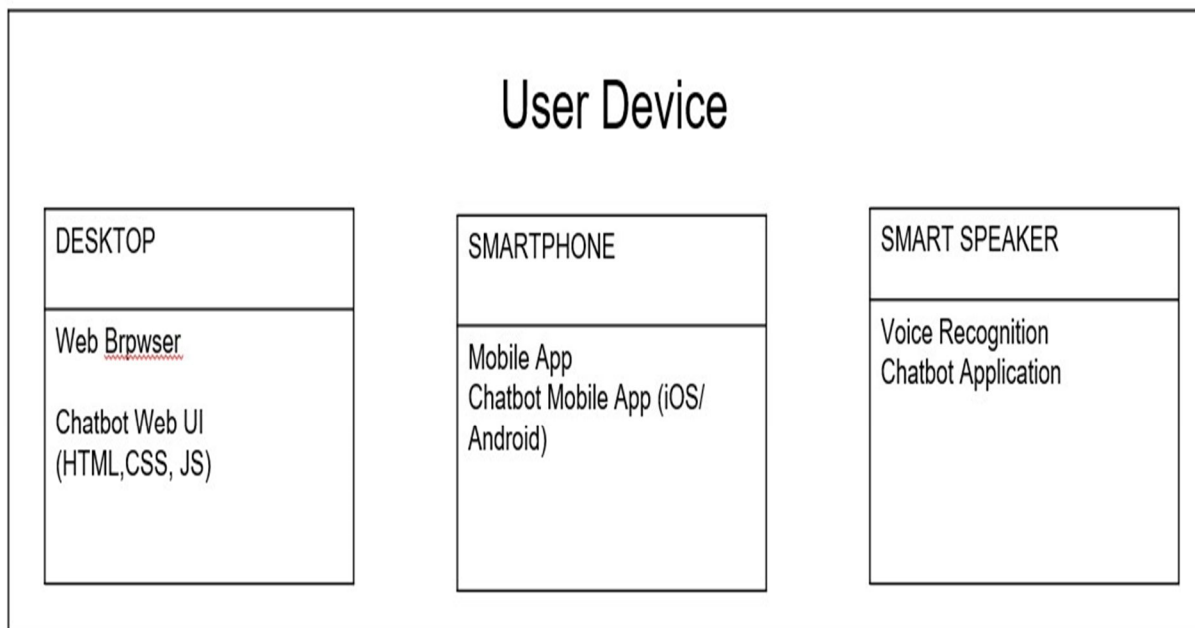 User Device
DESKTOP
Web Brpwser
Chatbot Web UI
(HTML,CSS, JS)
SMARTPHONE
Mobile App
Chatbot Mobile App (iOS/
Android)
SMART SPEAKER
Voice Recognition
Chatbot Application